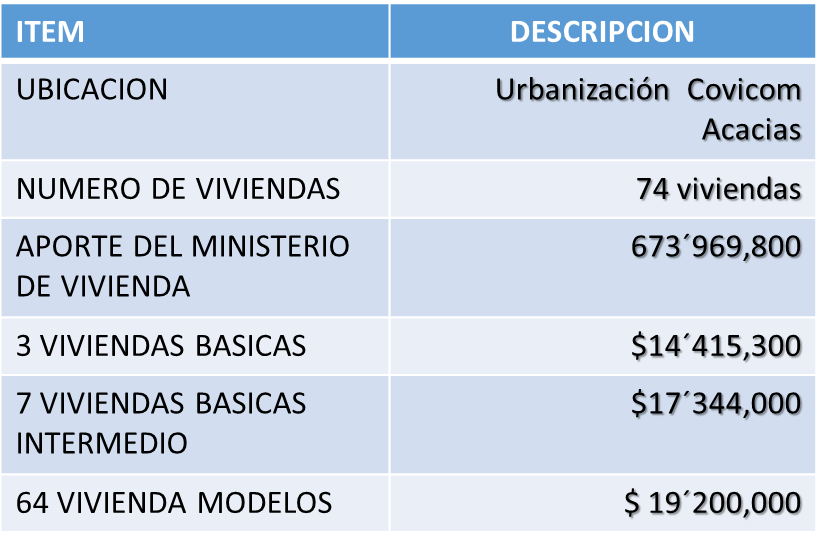 ITEM DESCRIPCION
UBICACION Urbanización Covicom
Acacias
NUMERO DE VIVIENDAS 74 viviendas
APORTE DEL MINISTERIO 673´969,800
DE VIVIENDA
3 VIVIENDAS BASICAS $14´415,300
7 VIVIENDAS BASICAS $17´344,000
INTERMEDIO
64 VIVIENDA MODELOS $ 19´200,000